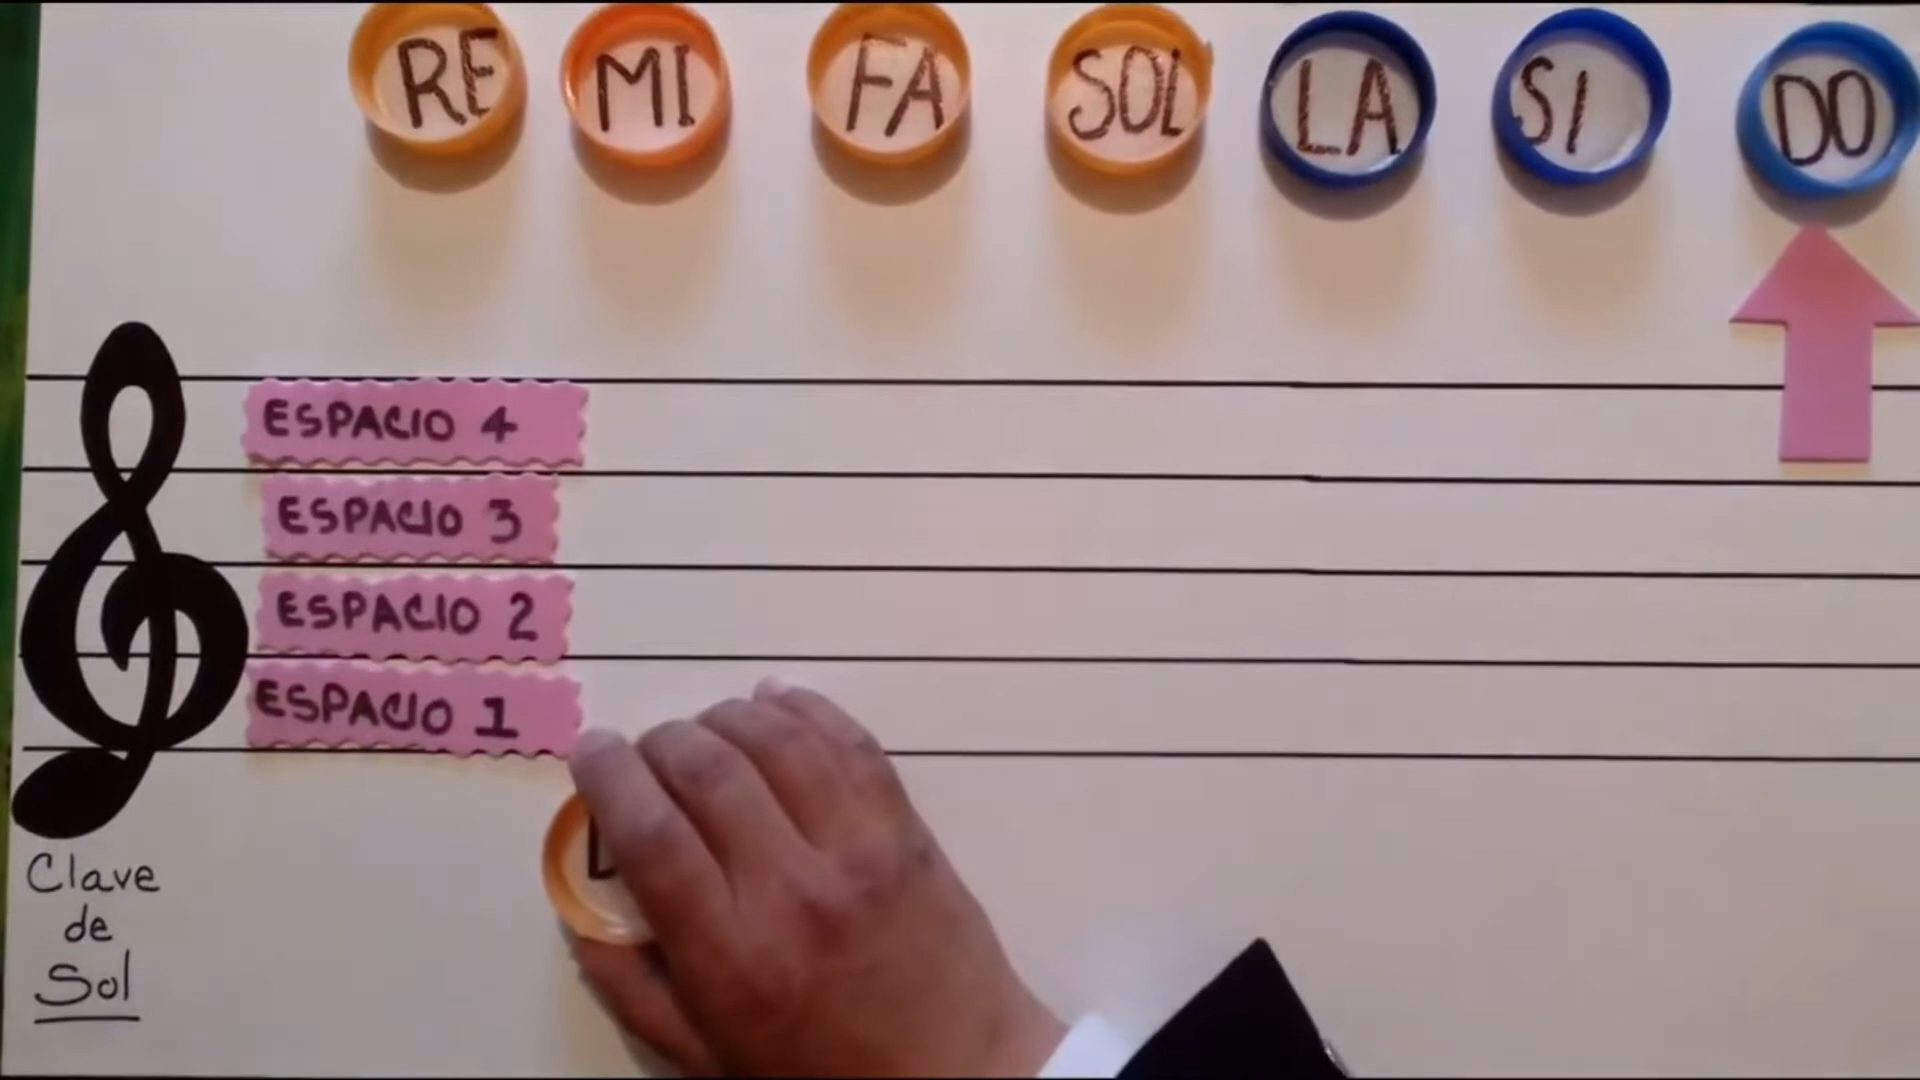 RE MI FA SOL LA SI DO
ESPACIO 4
ESPACIO 3
ESPACIO 2
ESPACIO 1
Clave
de
Sol